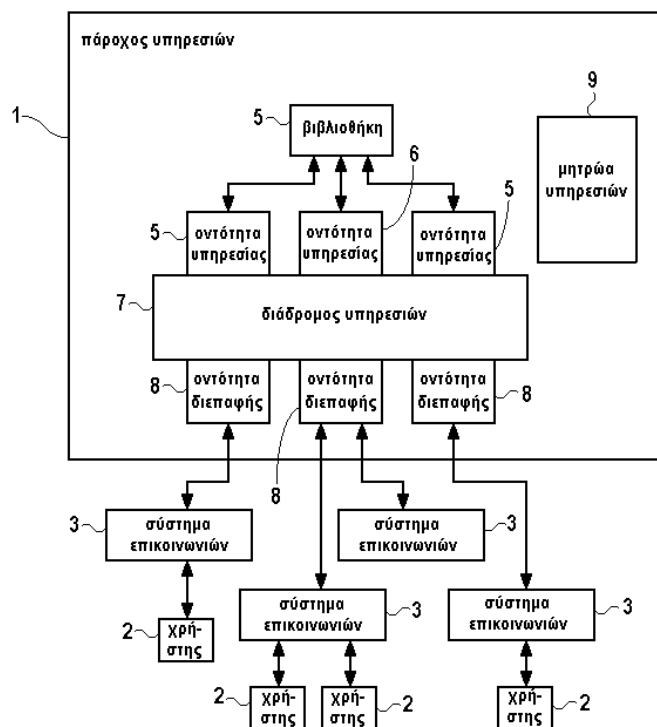 πάροχος υπηρεσιών
1
9
5
βιβλιοθήκη
μητρώα
υπηρεσιών
6
5
5
οντότητα
υπηρεσίας
οντότητα
υπηρεσίας
οντότητα
υπηρεσίας
7
διάδρομος υπηρεσιών
8
οντότητα
διεπαφής
οντότητα
διεπαφής
οντότητα
διεπαφής
8
8
3
σύστημα
επικοινωνιών
σύστημα
επικοινωνιών
3
σύστημα
επικοινωνιών
3
σύστημα
επικοινωνιών
3
2
χρή-
στης
2
χρή-
στης
χρή-
στης
2
χρή-
στης
2